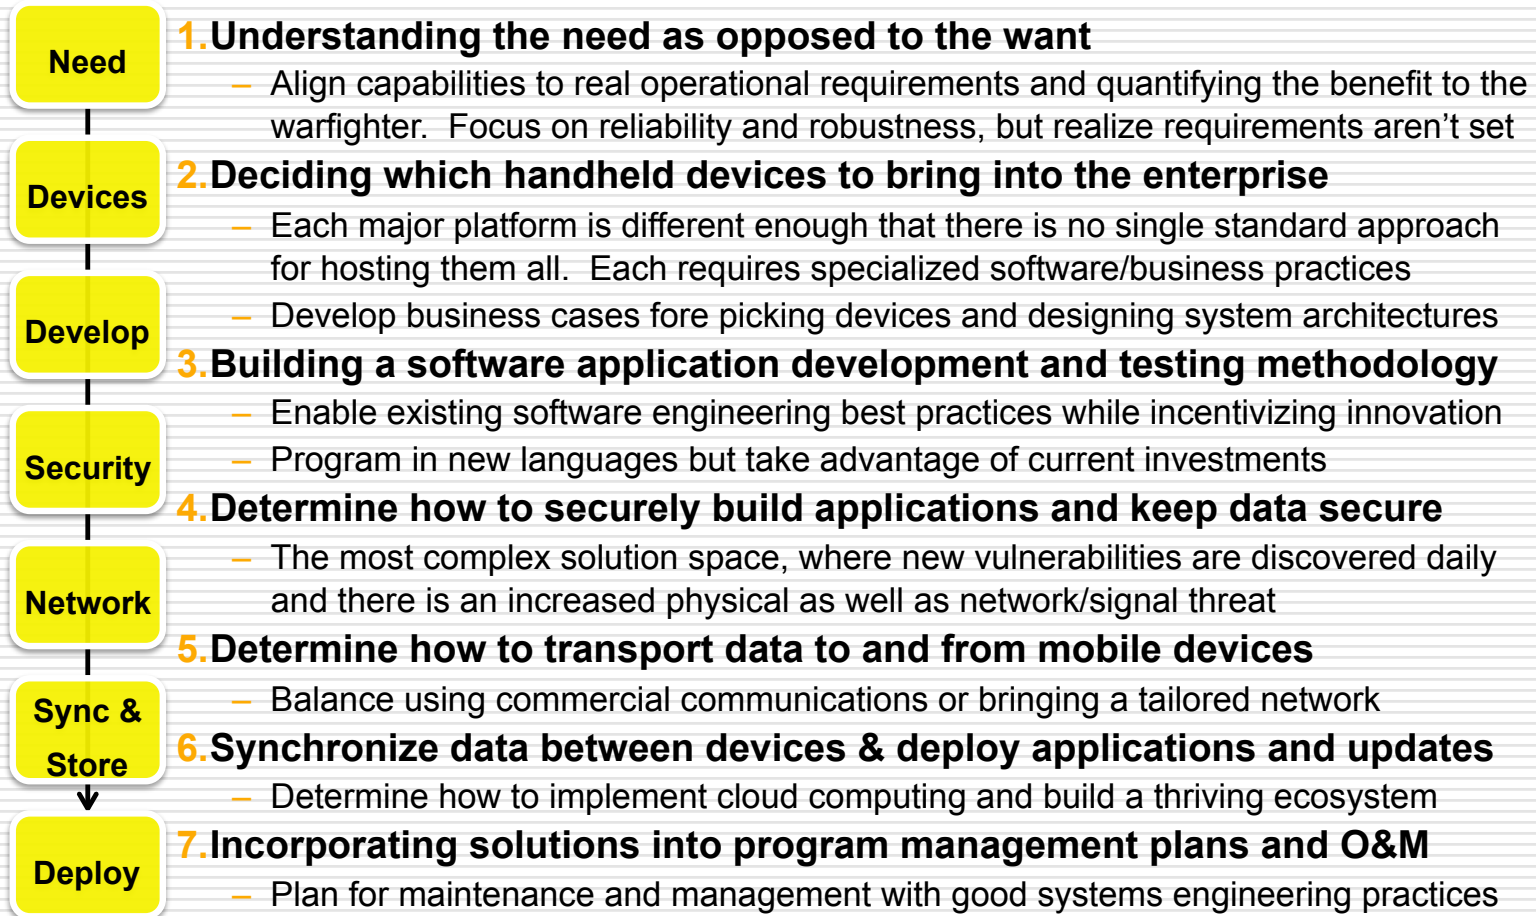 Need
1.Understanding the need as opposed to the want
– Align capabilities to real operational requirements and quantifying the benefit to the
warfighter. Focus on reliability and robustness, but realize requirements aren’t set
Devices
2.Deciding which handheld devices to bring into the enterprise
– Each major platform is different enough that there is no single standard approach
for hosting them all. Each requires specialized software/business practices
– Develop business cases fore picking devices and designing system architectures
Develop
3.Building a software application development and testing methodology
– Enable existing software engineering best practices while incentivizing innovation
– Program in new languages but take advantage of current investments
Security
4.Determine how to securely build applications and keep data secure
– The most complex solution space, where new vulnerabilities are discovered daily
and there is an increased physical as well as network/signal threat
Network
5.Determine how to transport data to and from mobile devices
– Balance using commercial communications or bringing a tailored network
Sync &
Store
6.Synchronize data between devices & deploy applications and updates
– Determine how to implement cloud computing and build a thriving ecosystem
Deploy
7.Incorporating solutions into program management plans and O&M
– Plan for maintenance and management with good systems engineering practices